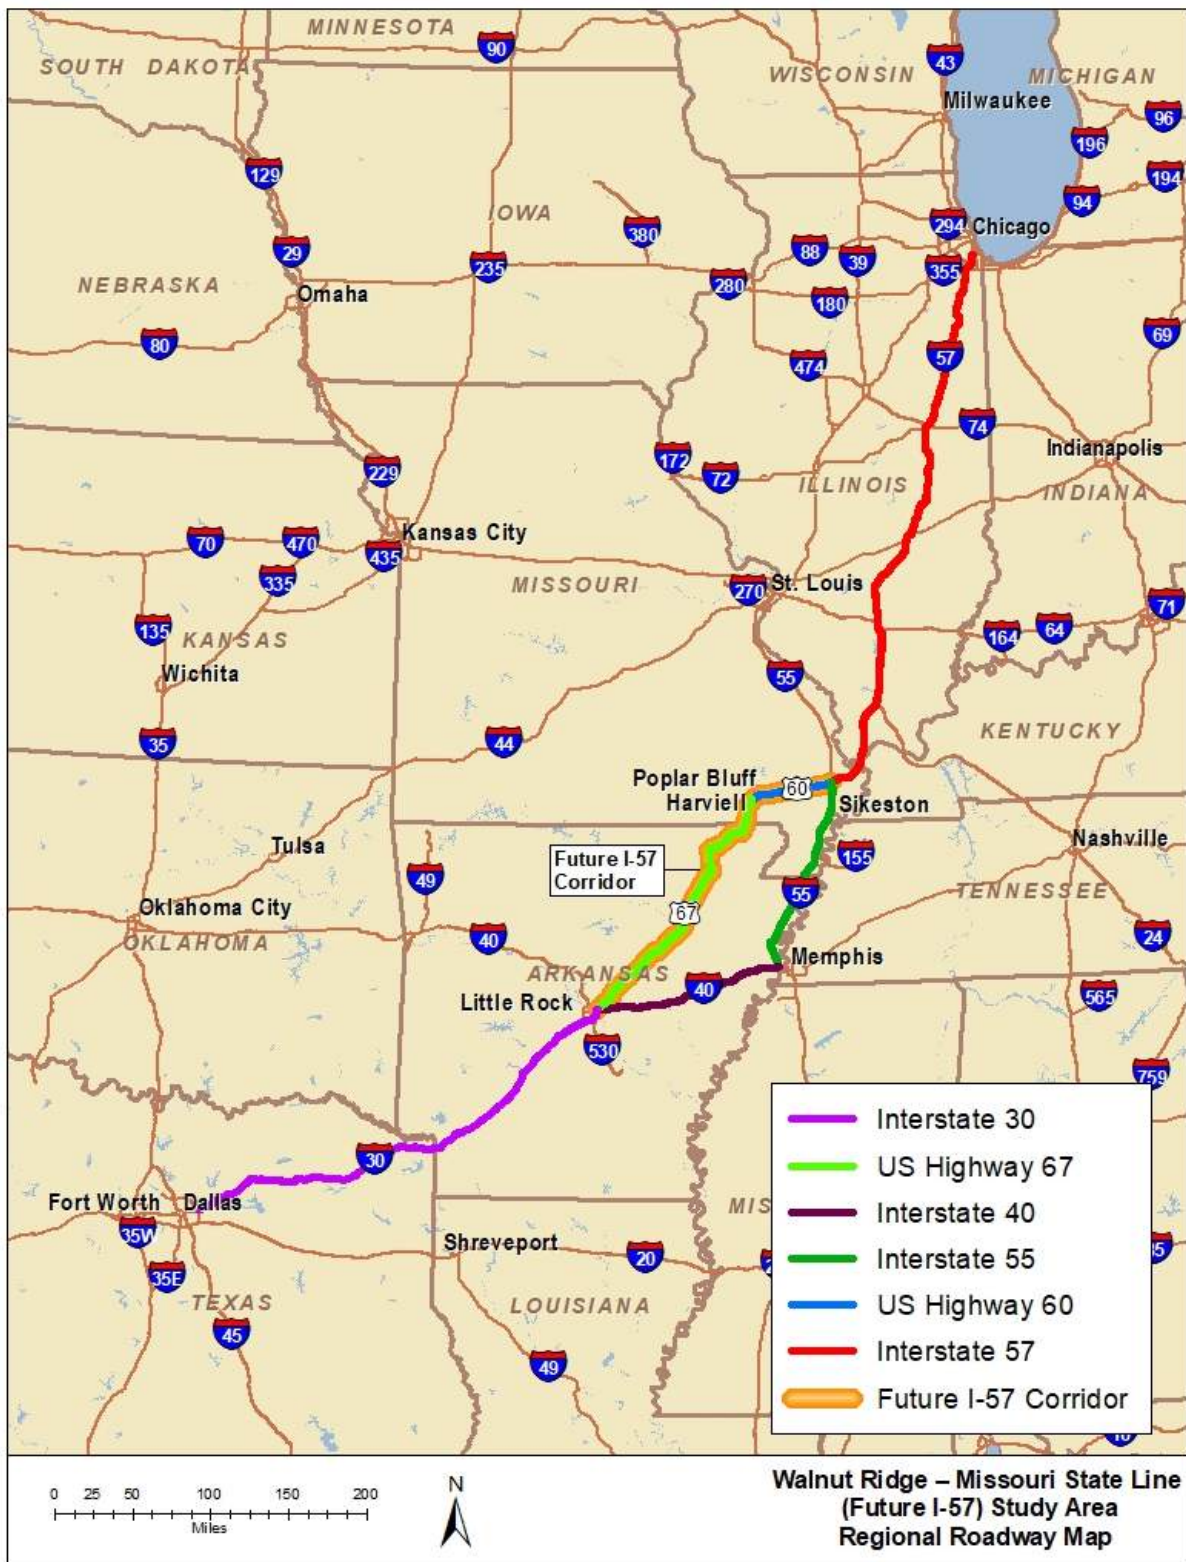 MINNESOTA
90
SOUTH DAKOTA
WISCONSIN
43
MICHIGAN
Milwaukee
96
196
129
194
94
IOWA
380
294
Chicago
29
235
88
39
355
NEBRASKA
280
Omaha
180
80
69
57
474
74
172
72
Indianapolis
229
ILLINOIS
INDIANA
70
470
Kansas City
435
335
MISSOURI
270
St. Louis
71
135
KANSAS
164
64
Wichita
55
35
44
KENTUCKY
Poplar Bluff
Harviell
60
Sikeston
Tulsa
Nashville
155
Future I-57
Corridor
49
55
TENNESSEE
Oklahoma City
67
OKLAHOMA
40
24
Memphis
ARKANSAS
40
565
Little Rock
530
759
30
Fort Worth
Dallas
35W
MIS
Shreveport
20
35E
TEXAS
LOUISIANA
45
49
Interstate 30
US Highway 67
Interstate 40
Interstate 55
US Highway 60
Interstate 57
Future I-57 Corridor
0 25 50 100 150 200
Miles
N
Walnut Ridge – Missouri State Line
(Future I-57) Study Area
Regional Roadway Map